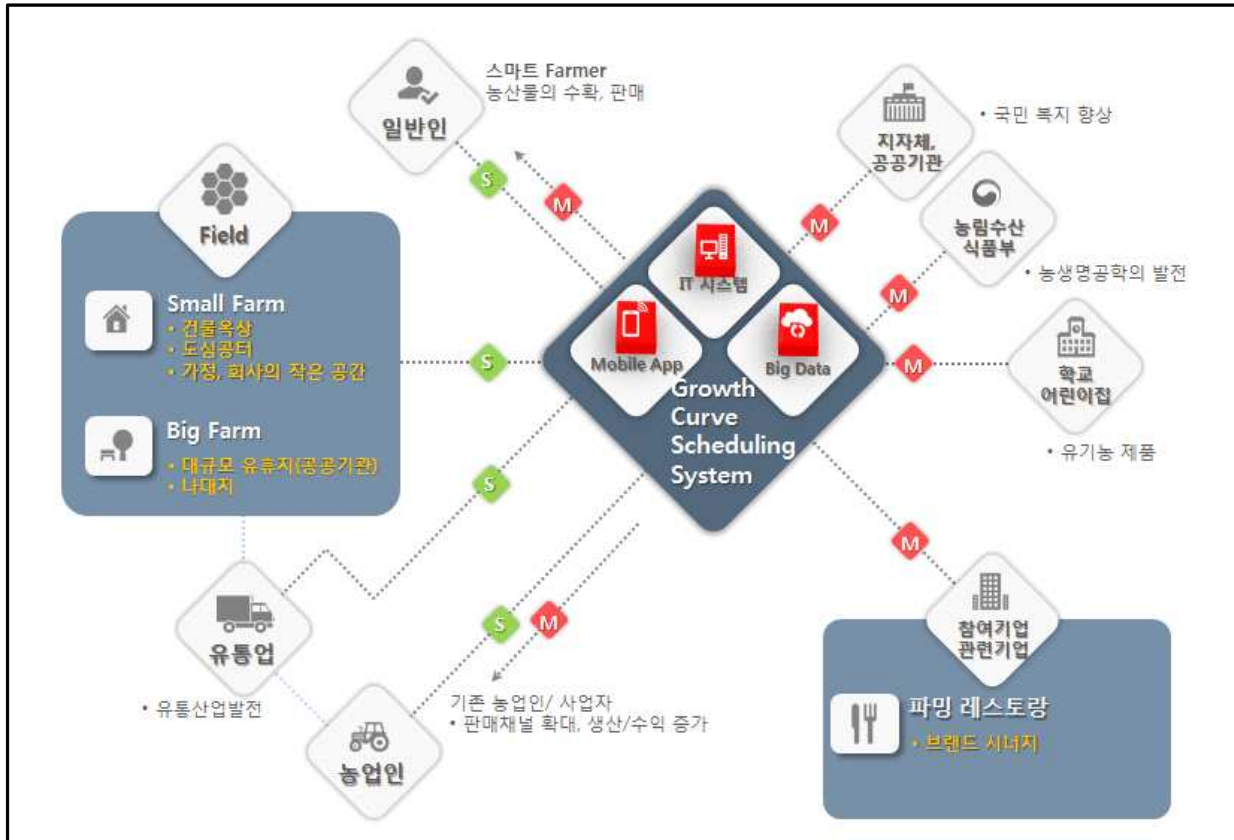 스마트 Farmer
농산물의 수확, 판매
일반인
S
M
지자체,
공공기관
• 국민 복지 향상
M
농림수산
식품부
• 농생명공학의 발전
M
학교
어린이집
• 유기농 제품
M
Field
Small Farm
• 건물옥상
• 도심공터
• 가정, 회사의 작은 공간
Big Farm
• 대규모 유휴지(공공기관)
• 나대지
S
IT 시스템
Mobile App
Big Data
Growth
Curve
Scheduling
System
S
M
참여기업
관련기업
파밍 레스토랑
• 브랜드 시너지
유통업
• 유통산업발전
S
M
기존 농업인/ 사업자
• 판매채널 확대, 생산/수익 증가
농업인